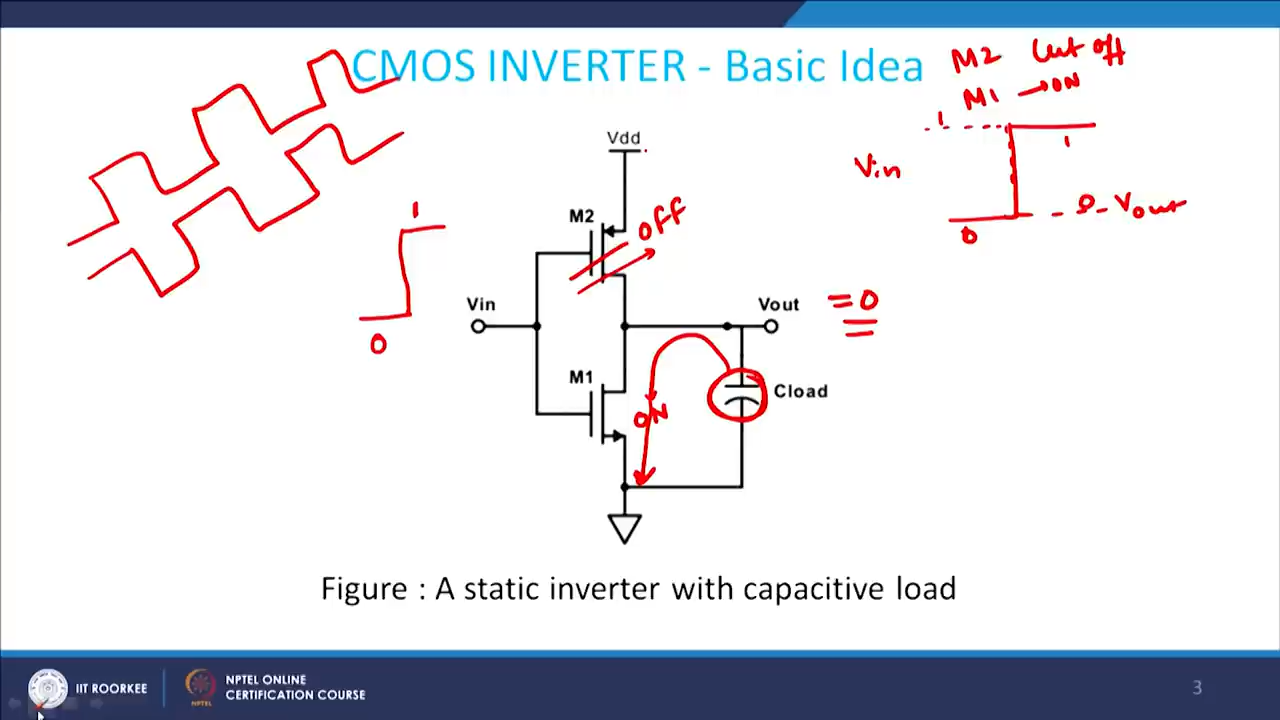 CMOS INVERTER - Basic Idea
M2 Cut off
M1 → ON
1
Vin
1
0 - Vout
0
1
0
Vdd
M2
OFF
Vin
Vout
= 0
M1
ON
Cload
Figure : A static inverter with capacitive load
IIT ROORKEE
NPTEL ONLINE
CERTIFICATION COURSE
NPTEL
3